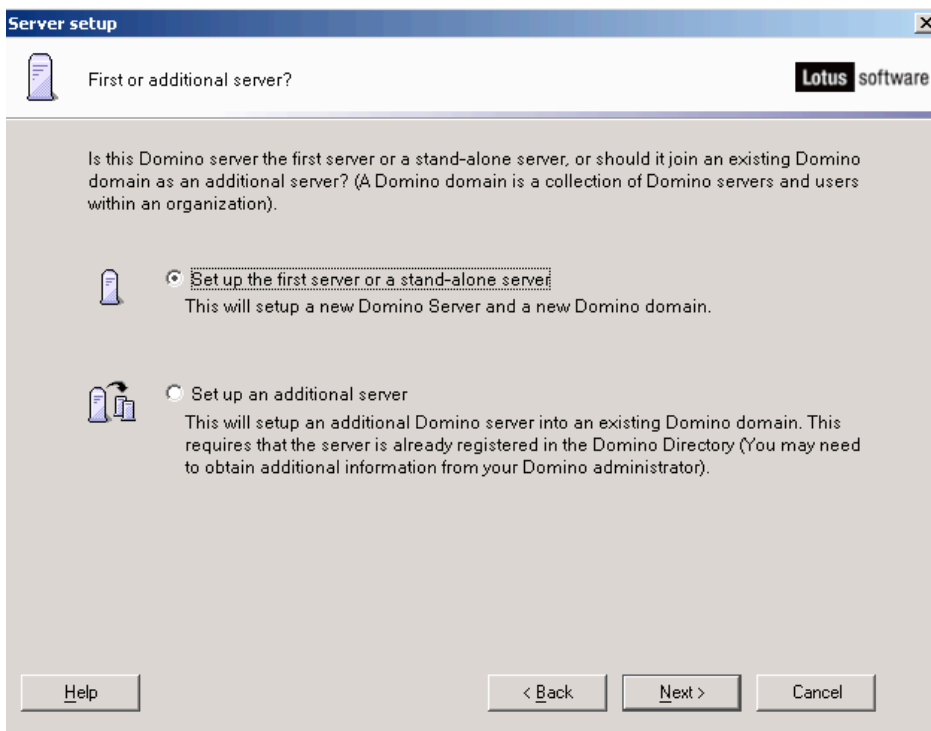 Server setup
First or additional server?
Lotus software
Is this Domino server the first server or a stand-alone server, or should it join an existing Domino
domain as an additional server? (A Domino domain is a collection of Domino servers and users
within an organization).
Set up the first server or a stand-alone server
This will setup a new Domino Server and a new Domino domain.
Set up an additional server
This will setup an additional Domino server into an existing Domino domain. This
requires that the server is already registered in the Domino Directory (You may need
to obtain additional information from your Domino administrator).
Help
< Back
Next >
Cancel